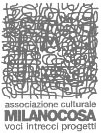 associazione culturale
MILANOCOSA
voci intrecci progetti